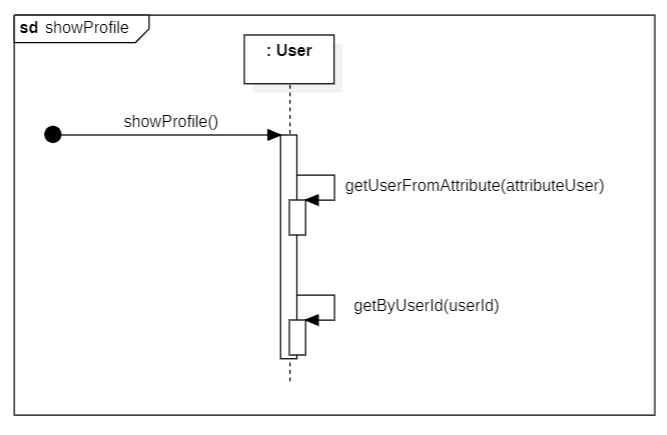 sd showProfile
: User
showProfile()
getUserFromAttribute(attributeUser)
getByUserId(userId)